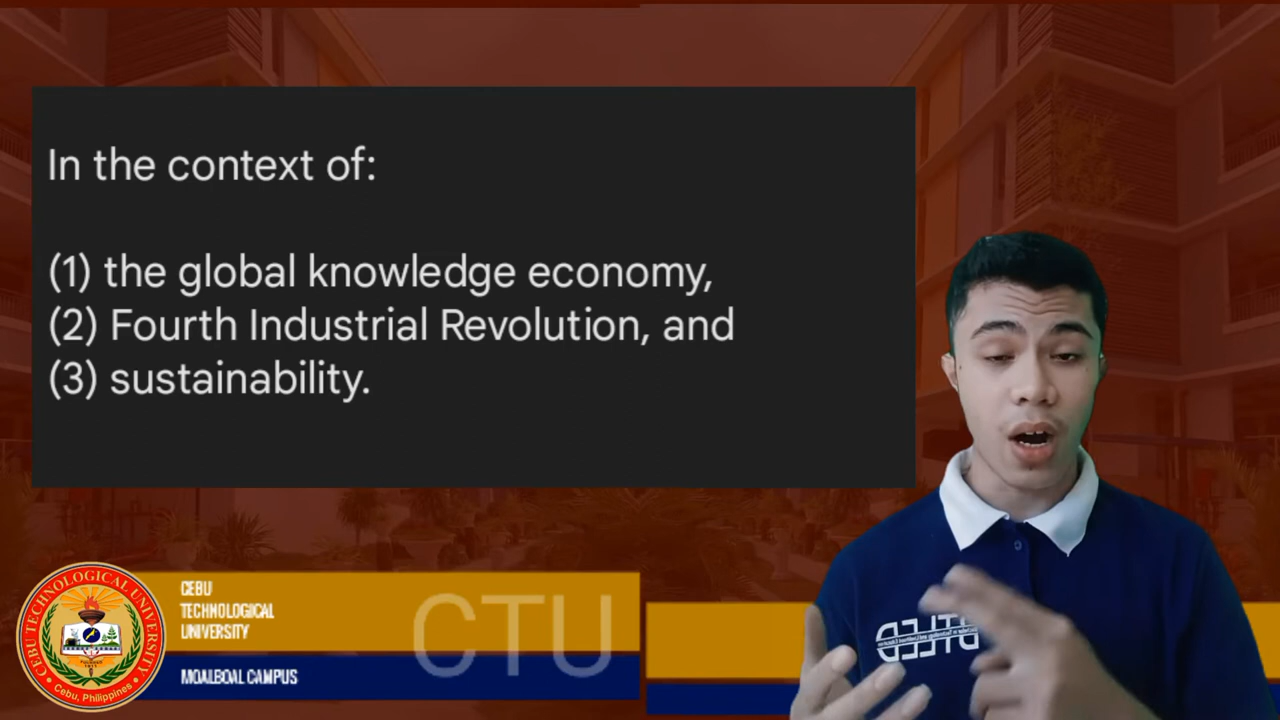 In the context of:
(1) the global knowledge economy,
(2) Fourth Industrial Revolution, and
(3) sustainability.
CEBU
TECHNOLOGICAL
UNIVERSITY
CTU
MOALBOAL CAMPUS
CEBU TECHNOLOGICAL UNIVERSITY
Cebu, Philippines
BTLED